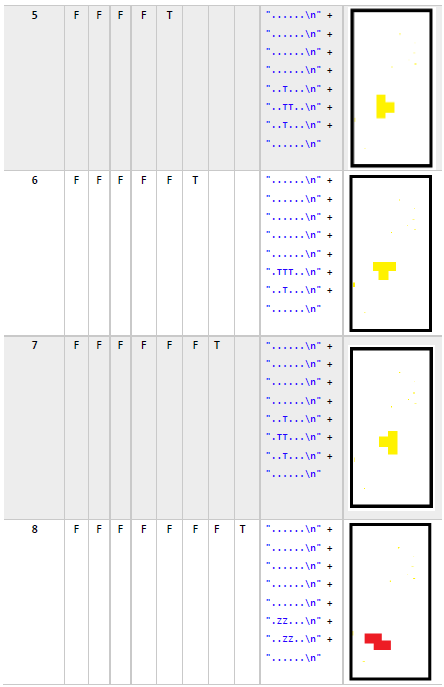 5 F F F F T "......\n" +
"......\n" +
"......\n" +
"......\n" +
"..T...\n" +
"..TT..\n" +
"..T...\n" +
"......\n"
6 F F F F F T "......\n" +
"......\n" +
"......\n" +
"......\n" +
"......\n" +
".TTT..\n" +
"..T...\n" +
"......\n"
7 F F F F F F T "......\n" +
"......\n" +
"......\n" +
"......\n" +
"..T...\n" +
".TT...\n" +
"..T...\n" +
"......\n"
8 F F F F F F F T "......\n" +
"......\n" +
"......\n" +
"......\n" +
"......\n" +
".ZZ...\n" +
"..ZZ..\n" +
"......\n"